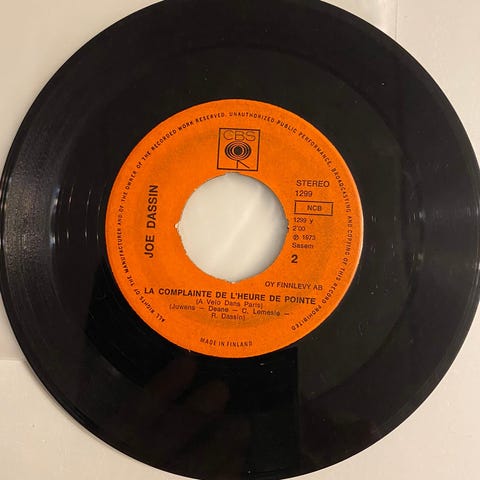 ALL RIGHTS OF THE MANUFACTURER AND OF THE OWNER OF THE RECORDED WORK RESERVED. UNAUTHORIZED PUBLIC PERFORMANCE, BROADCASTING AND COPYING OF THIS RECORD PROHIBITED
CBS
JOE DASSIN
STEREO
1299
NCB
1299 y
2'00
℗ 1973
Sasem
2
OY FINNLEVY AB
LA COMPLAINTE DE L'HEURE DE POINTE
(A Velo Dans Paris)
(Juwens – Deane – C. Lemesle –
R. Dassin)
MADE IN FINLAND